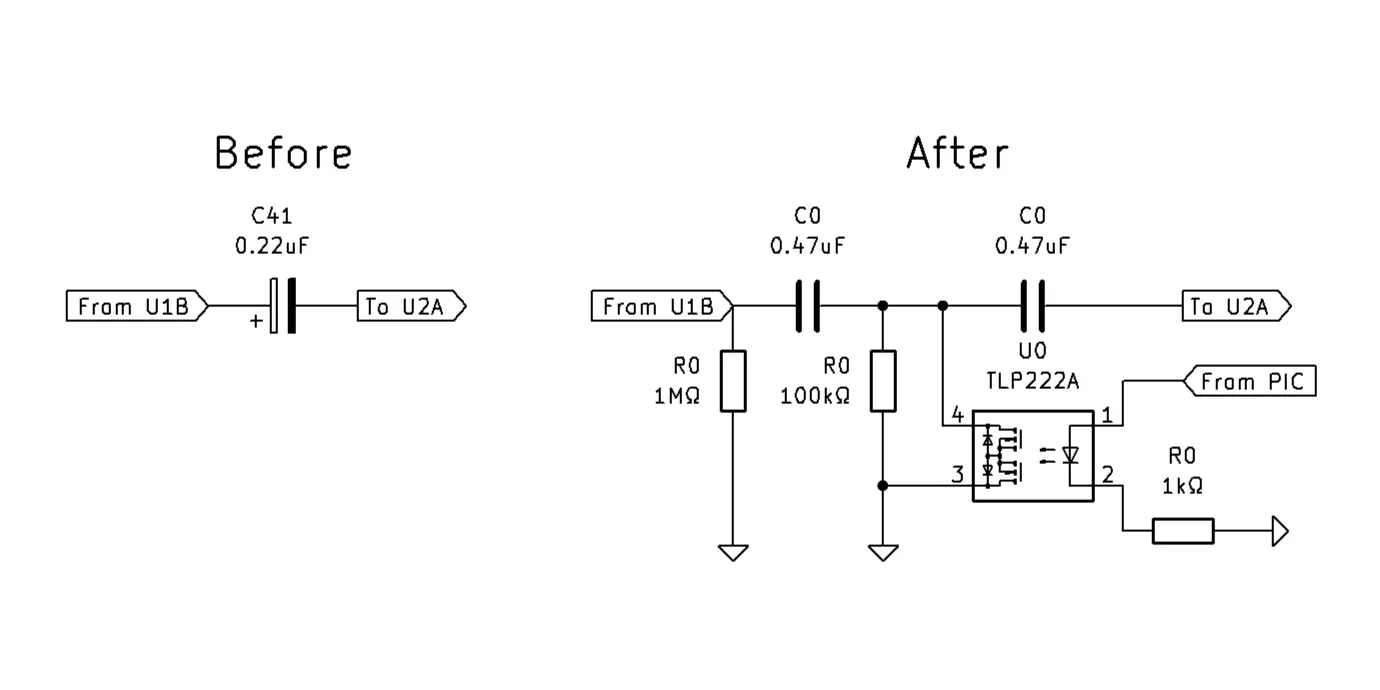 Before
After
C41
0.22uF
From U1B
+
To U2A
C0
0.47uF
C0
0.47uF
From U1B
To U2A
R0
1MΩ
R0
100kΩ
U0
TLP222A
From PIC
4
3
1
2
R0
1kΩ